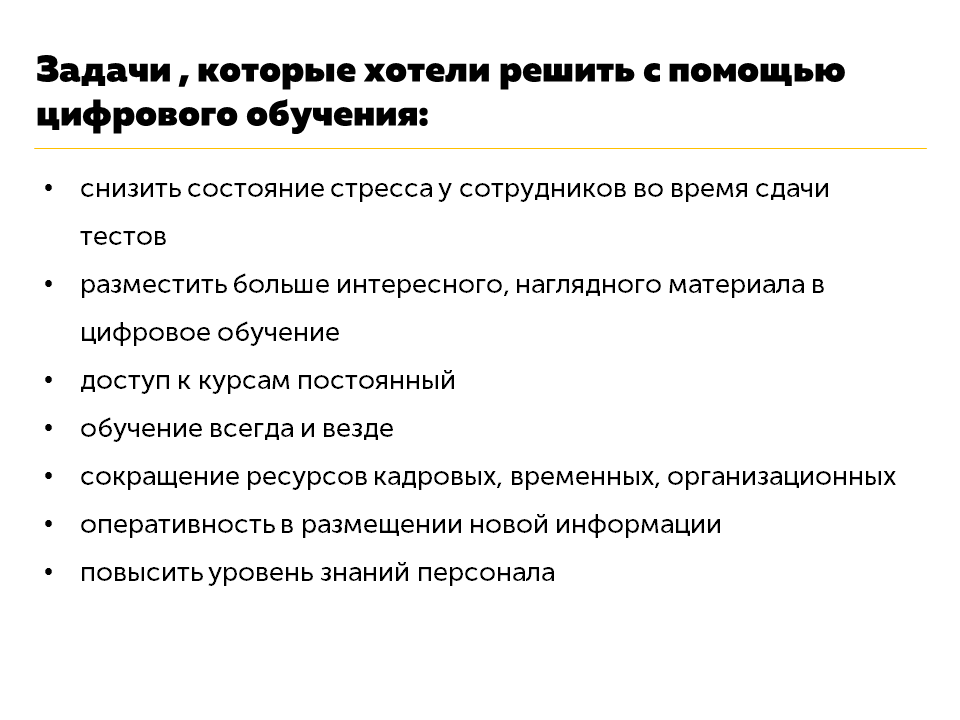 Задачи , которые хотели решить с помощью
цифрового обучения:
• снизить состояние стресса у сотрудников во время сдачи
тестов
• разместить больше интересного, наглядного материала в
цифровое обучение
• доступ к курсам постоянный
• обучение всегда и везде
• сокращение ресурсов кадровых, временных, организационных
• оперативность в размещении новой информации
• повысить уровень знаний персонала